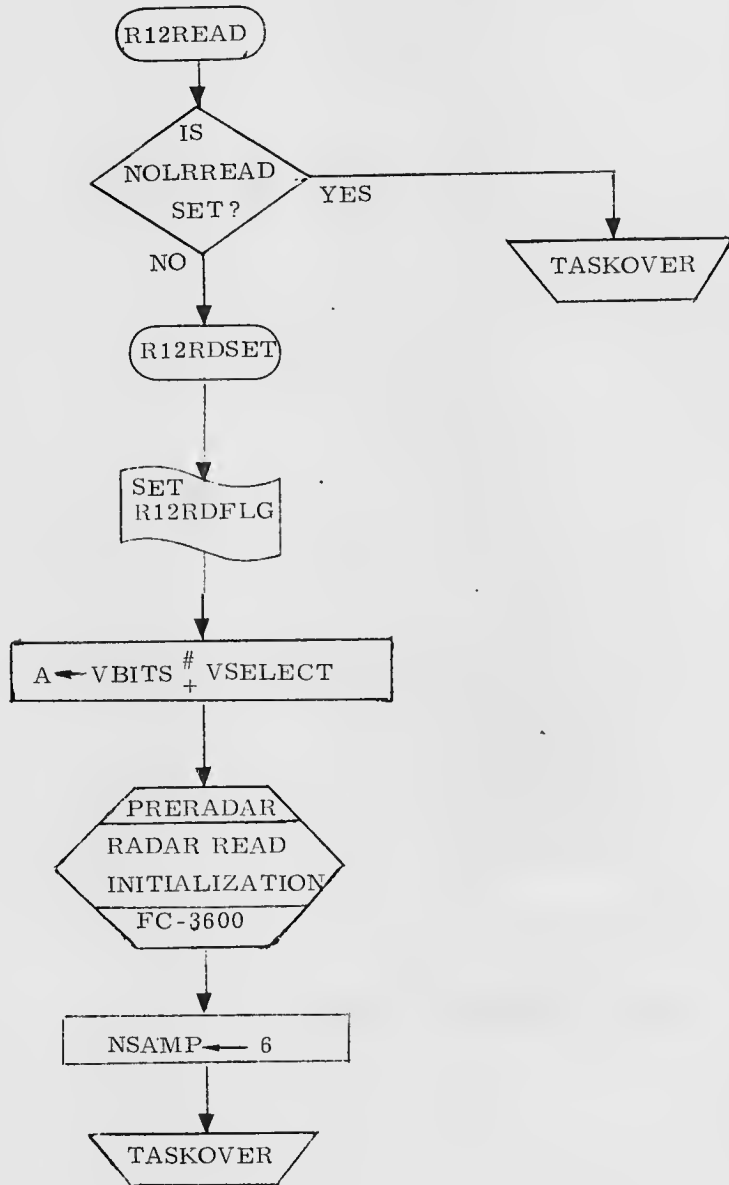 R12READ
IS
NOLRREAD
SET?
YES
NO
TASKOVER
R12RDSET
SET
R12RDFLG
A ← VBITS # + VSELECT
PRERADAR
RADAR READ
INITIALIZATION
FC-3600
NSAMP ← 6
TASKOVER